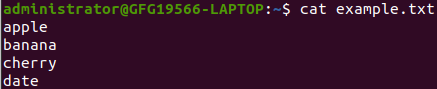 administrator@GFG19566-LAPTOP:~$ cat example.txt
apple
banana
cherry
date